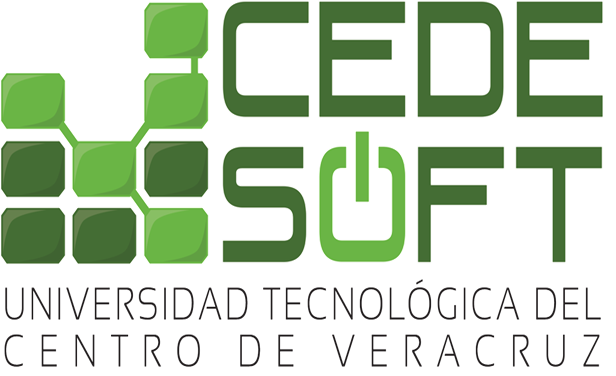 CEDE
SOFT
UNIVERSIDAD TECNOLÓGICA DEL
CENTRO DE VERACRUZ